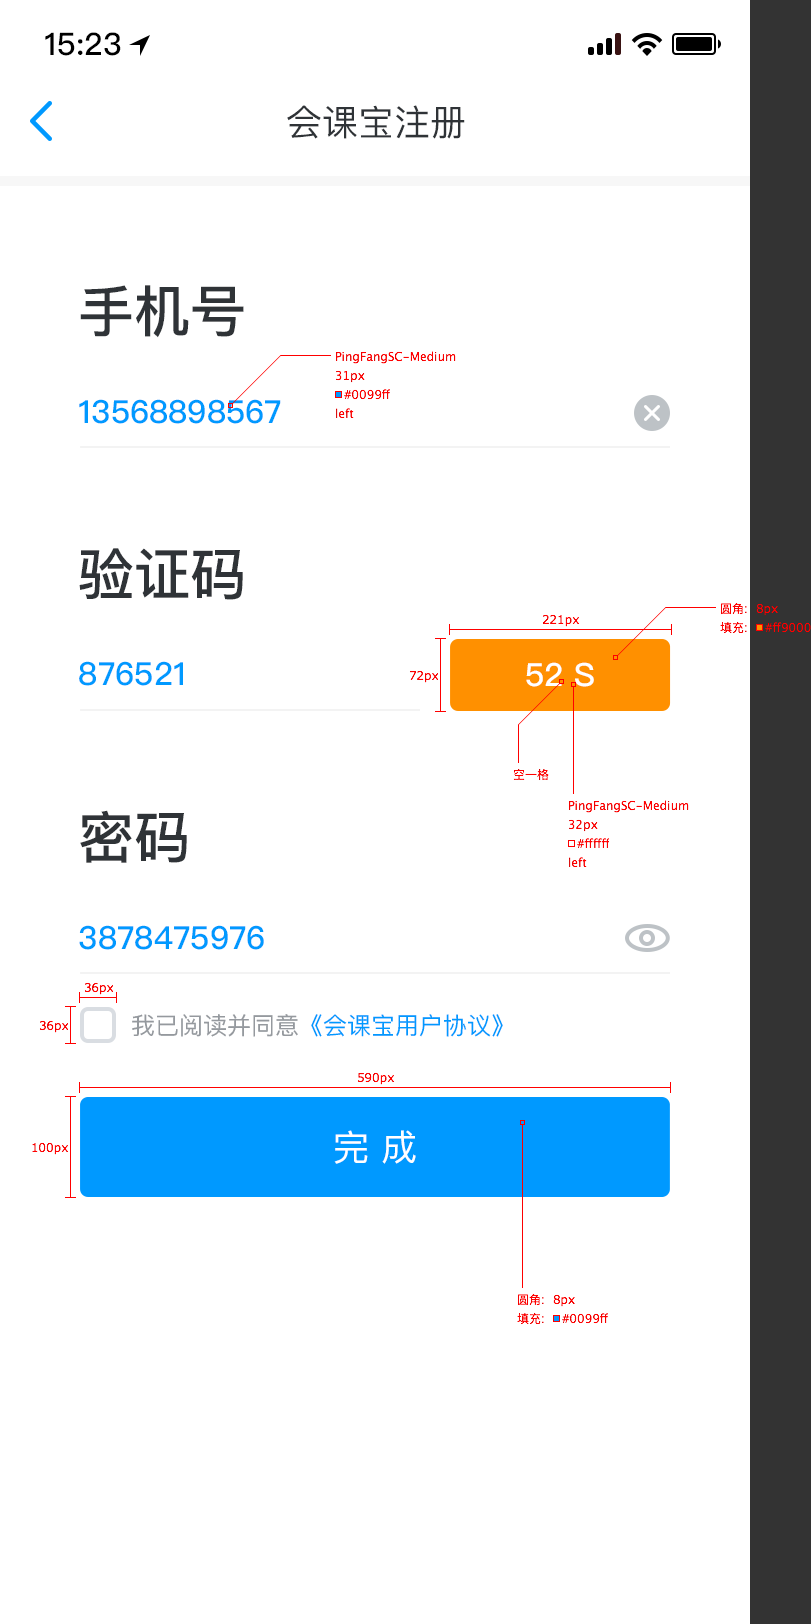 15:23
会课宝注册
手机号
PingFangSC-Medium
31px
#0099ff
left
13568898567
验证码
圆角: 8px
填充: #ff9000
221px
72px
876521
52 S
空一格
PingFangSC-Medium
32px
#ffffff
left
密码
3878475976
36px
36px
我已阅读并同意《会课宝用户协议》
590px
100px
完 成
圆角: 8px
填充: #0099ff